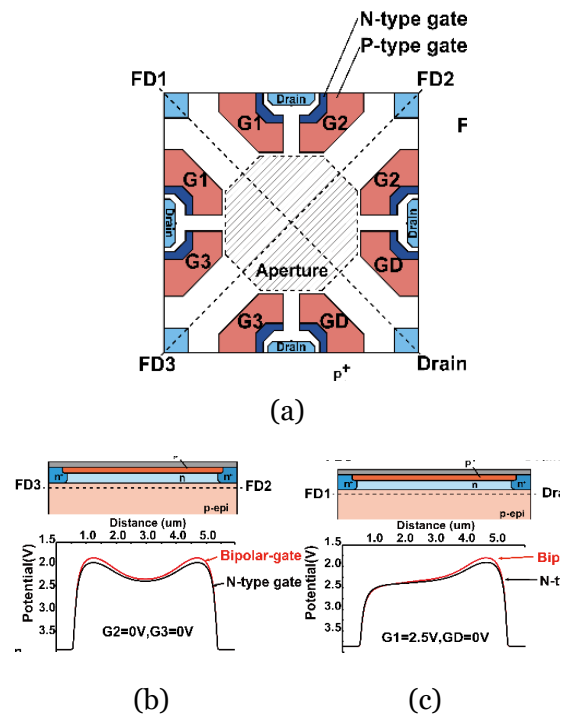 N-type gate
P-type gate
FD1
FD2
Drain
G1
G2
F
G1
G2
Drain
Drain
G3
GD
Aperture
G3
GD
Drain
FD3
P+
Drain
(a)
n+
n
n+
FD3
FD2
p-epi
Distance (um)
1.0 2.0 3.0 4.0 5.0
1.5
2.0
2.5
3.0
3.5
Potential(V)
Bipolar-gate
N-type gate
G2=0V,G3=0V
(b)
n+
n
n+
FD1
Dra
p-epi
Distance (um)
1.0 2.0 3.0 4.0 5.0
1.5
2.0
2.5
3.0
3.5
Potential(V)
Bip
N-t
G1=2.5V,GD=0V
(c)